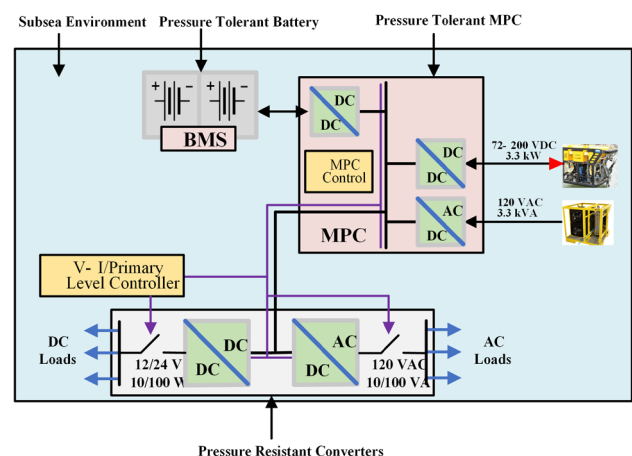 Subsea Environment
Pressure Tolerant Battery
Pressure Tolerant MPC
+ - + -
BMS
DC
DC
MPC
Control
DC
DC
72- 200 VDC
3.3 kW
AC
DC
120 VAC
3.3 kVA
MPC
V- I/Primary
Level Controller
DC
Loads
12/24 V
10/100 W
DC
DC
AC
DC
120 VAC
10/100 VA
AC
Loads
Pressure Resistant Converters